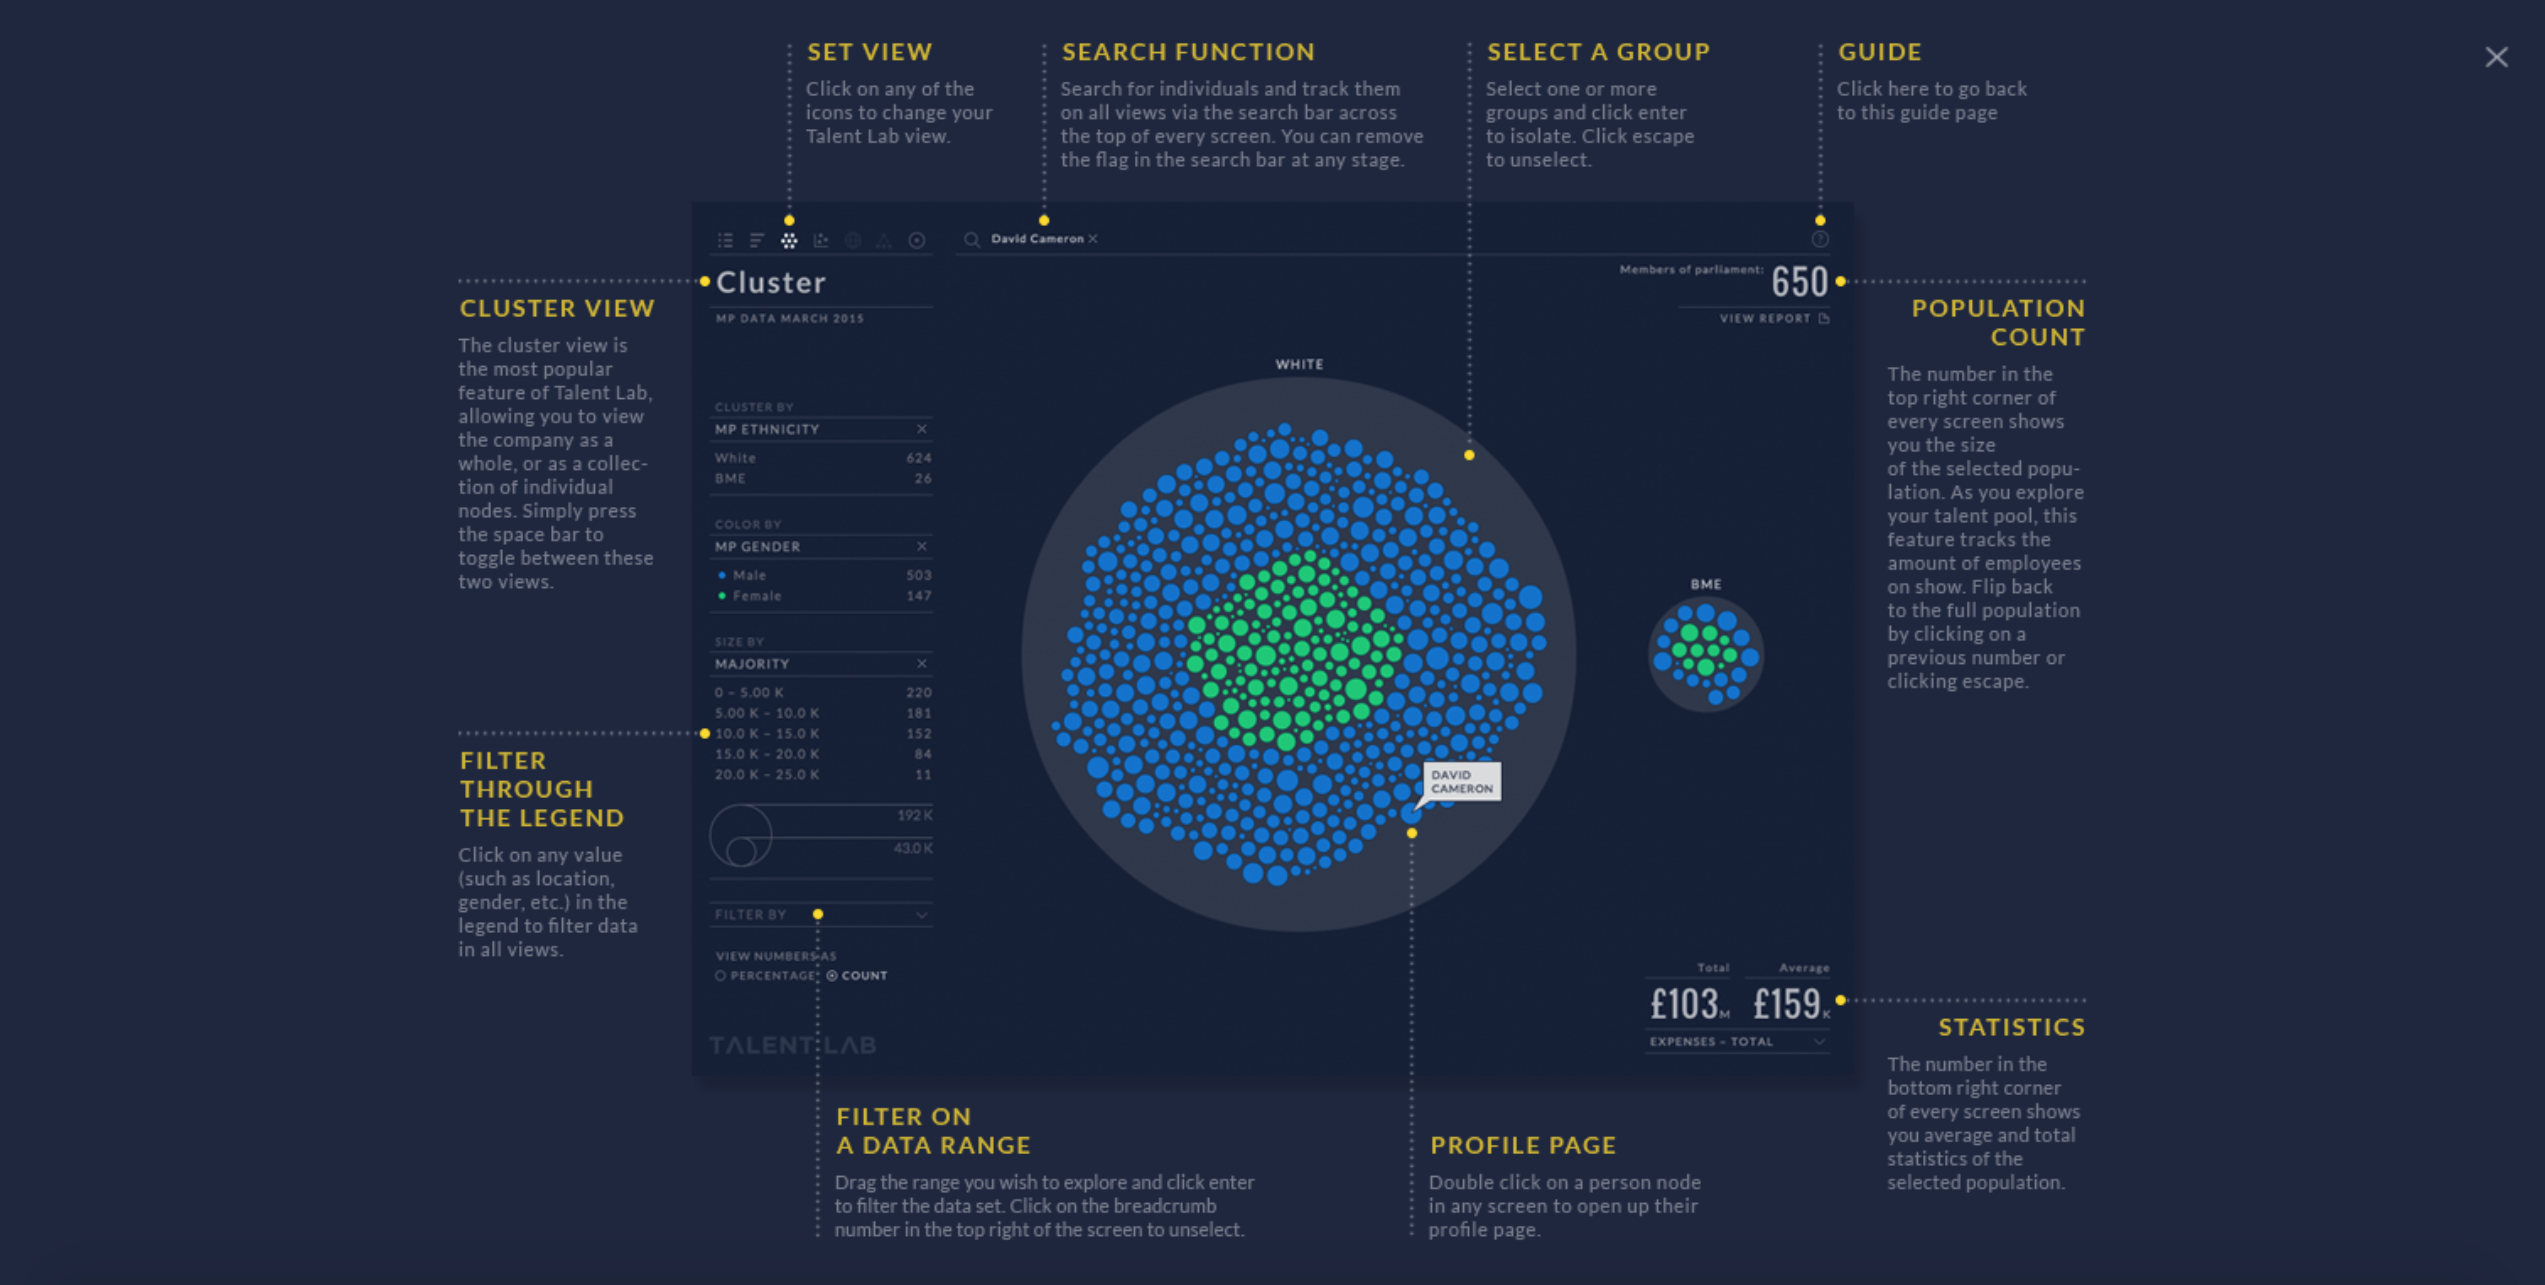 SET VIEW
Click on any of the
icons to change your
Talent Lab view.
SEARCH FUNCTION
Search for individuals and track them
on all views via the search bar across
the top of every screen. You can remove
the flag in the search bar at any stage.
SELECT A GROUP
Select one or more
groups and click enter
to isolate. Click escape
to unselect.
GUIDE
Click here to go back
to this guide page
CLUSTER VIEW
The cluster view is
the most popular
feature of Talent Lab,
allowing you to view
the company as a
whole, or as a collec-
tion of individual
nodes. Simply press
the space bar to
toggle between these
two views.
FILTER
THROUGH
THE LEGEND
Click on any value
(such as location,
gender, etc.) in the
legend to filter data
in all views.
David Cameron ×
?
Cluster
MP DATA MARCH 2015
Members of parliament: 650
VIEW REPORT
CLUSTER BY
MP ETHNICITY ×
White 624
BME 26
COLOR BY
MP GENDER ×
Male 503
Female 147
SIZE BY
MAJORITY ×
0 – 5.00 K 220
5.00 K – 10.0 K 181
10.0 K – 15.0 K 152
15.0 K – 20.0 K 84
20.0 K – 25.0 K 11
192 K
43.0 K
FILTER BY
VIEW NUMBERS AS
PERCENTAGE COUNT
TALENT LAB
WHITE
BME
DAVID
CAMERON
Total Average
£103M £159K
EXPENSES – TOTAL
POPULATION
COUNT
The number in the
top right corner of
every screen shows
you the size
of the selected popu-
lation. As you explore
your talent pool, this
feature tracks the
amount of employees
on show. Flip back
to the full population
by clicking on a
previous number or
clicking escape.
STATISTICS
The number in the
bottom right corner
of every screen shows
you average and total
statistics of the
selected population.
FILTER ON
A DATA RANGE
Drag the range you wish to explore and click enter
to filter the data set. Click on the breadcrumb
number in the top right of the screen to unselect.
PROFILE PAGE
Double click on a person node
in any screen to open up their
profile page.